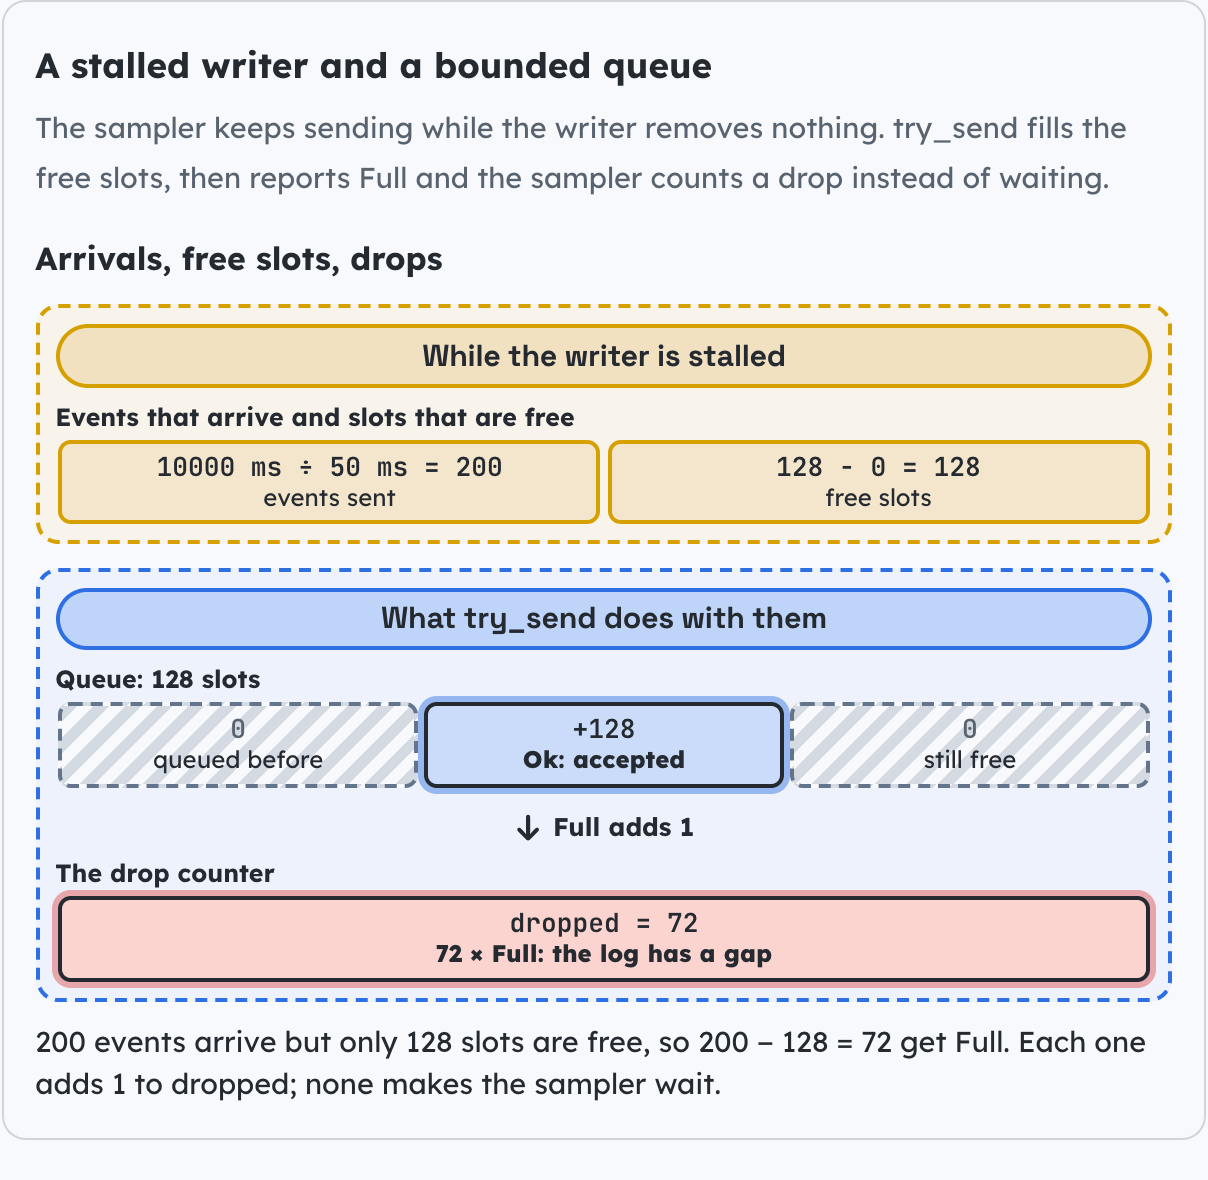 A stalled writer and a bounded queue
The sampler keeps sending while the writer removes nothing. try_send fills the
free slots, then reports Full and the sampler counts a drop instead of waiting.
Arrivals, free slots, drops
While the writer is stalled
Events that arrive and slots that are free
10000 ms ÷ 50 ms = 200
events sent
128 - 0 = 128
free slots
What try_send does with them
Queue: 128 slots
0
queued before
+128
Ok: accepted
0
still free
↓ Full adds 1
The drop counter
dropped = 72
72 × Full: the log has a gap
200 events arrive but only 128 slots are free, so 200 − 128 = 72 get Full. Each one
adds 1 to dropped; none makes the sampler wait.